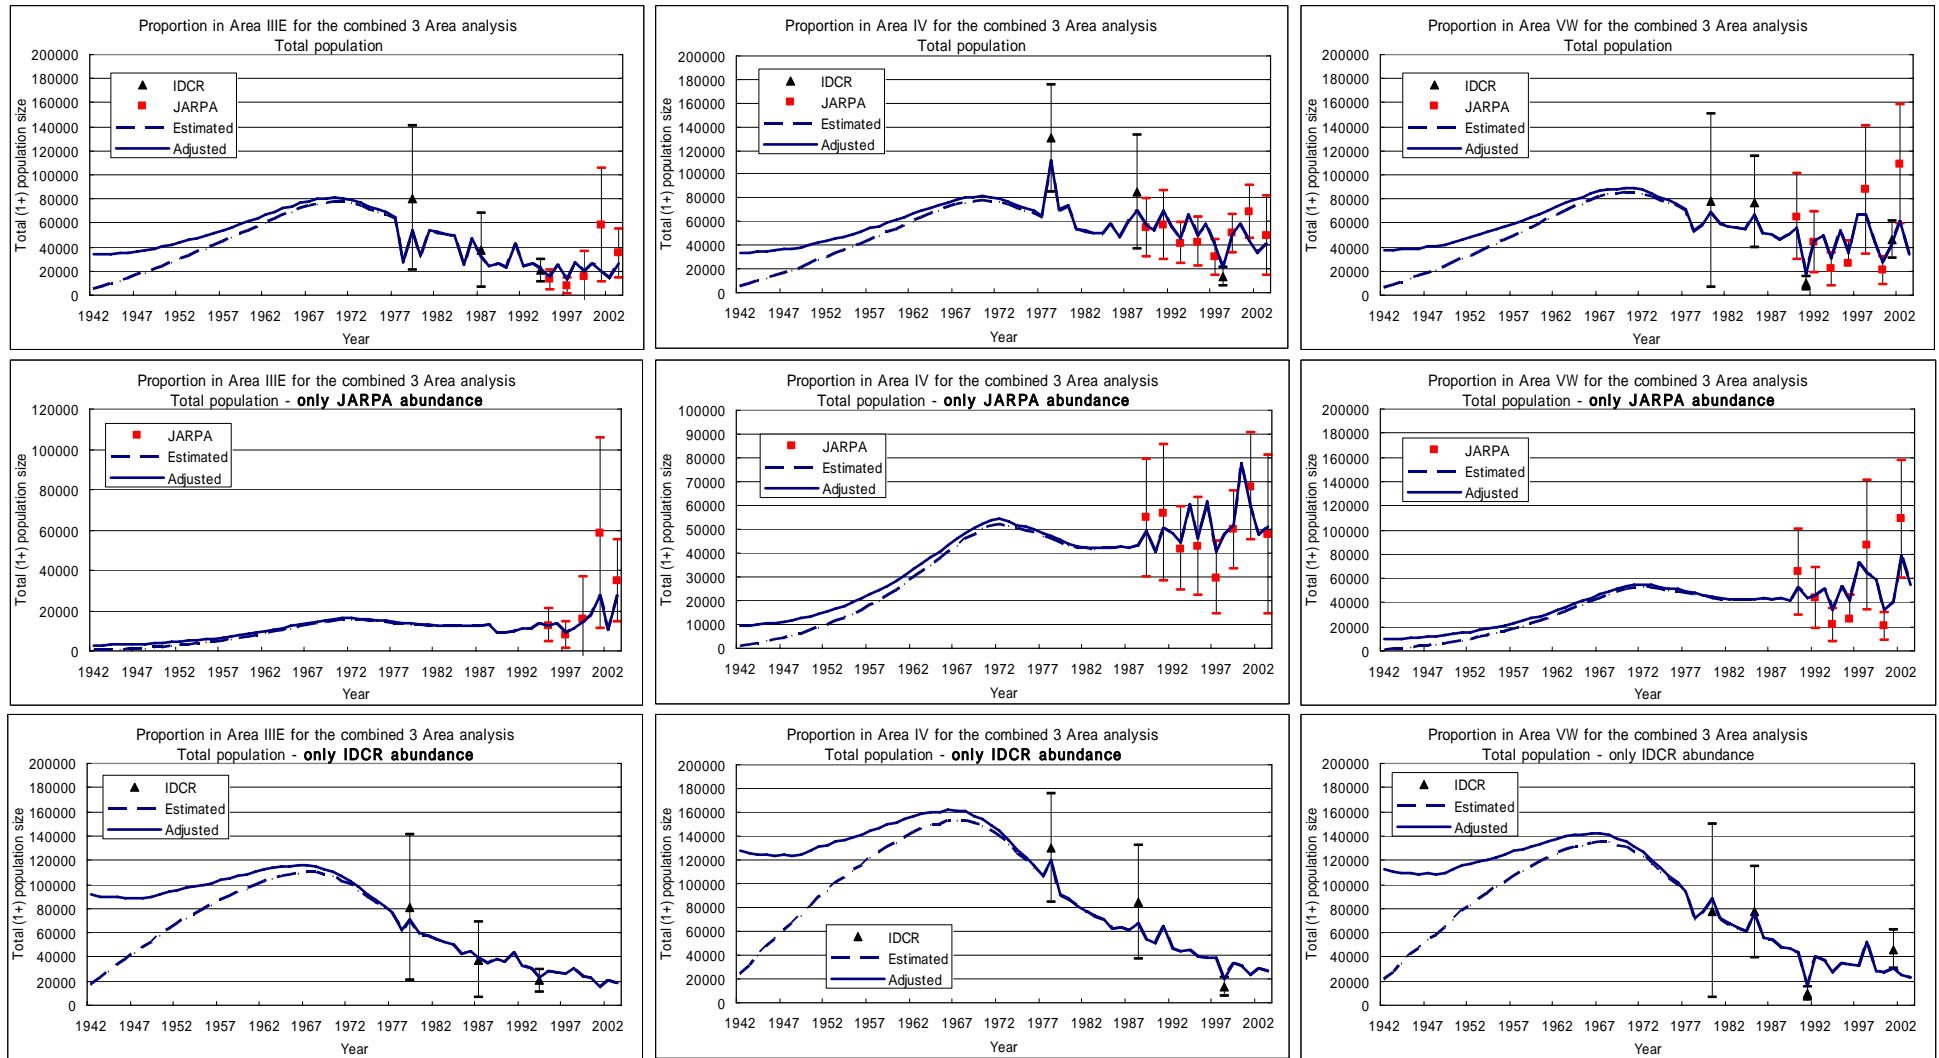 Proportion in Area IIIE for the combined 3 Area analysis
Total population
Total (1+) population size
200000
180000
160000
140000
120000
100000
80000
60000
40000
20000
0
IDCR
JARPA
Estimated
Adjusted
1942 1947 1952 1957 1962 1967 1972 1977 1982 1987 1992 1997 2002
Year
Proportion in Area IV for the combined 3 Area analysis
Total population
Total (1+) population size
200000
180000
160000
140000
120000
100000
80000
60000
40000
20000
0
IDCR
JARPA
Estimated
Adjusted
1942 1947 1952 1957 1962 1967 1972 1977 1982 1987 1992 1997 2002
Year
Proportion in Area VW for the combined 3 Area analysis
Total population
Total (1+) population size
200000
180000
160000
140000
120000
100000
80000
60000
40000
20000
0
IDCR
JARPA
Estimated
Adjusted
1942 1947 1952 1957 1962 1967 1972 1977 1982 1987 1992 1997 2002
Year
Proportion in Area IIIE for the combined 3 Area analysis
Total population - only JARPA abundance
Total (1+) population size
120000
100000
80000
60000
40000
20000
0
JARPA
Estimated
Adjusted
1942 1947 1952 1957 1962 1967 1972 1977 1982 1987 1992 1997 2002
Year
Proportion in Area IV for the combined 3 Area analysis
Total population - only JARPA abundance
Total (1+) population size
100000
90000
80000
70000
60000
50000
40000
30000
20000
10000
0
JARPA
Estimated
Adjusted
1942 1947 1952 1957 1962 1967 1972 1977 1982 1987 1992 1997 2002
Year
Proportion in Area VW for the combined 3 Area analysis
Total population - only JARPA abundance
Total (1+) population size
200000
180000
160000
140000
120000
100000
80000
60000
40000
20000
0
JARPA
Estimated
Adjusted
1942 1947 1952 1957 1962 1967 1972 1977 1982 1987 1992 1997 2002
Year
Proportion in Area IIIE for the combined 3 Area analysis
Total population - only IDCR abundance
Total (1+) population size
200000
180000
160000
140000
120000
100000
80000
60000
40000
20000
0
IDCR
Estimated
Adjusted
1942 1947 1952 1957 1962 1967 1972 1977 1982 1987 1992 1997 2002
Year
Proportion in Area IV for the combined 3 Area analysis
Total population - only IDCR abundance
Total (1+) population size
200000
180000
160000
140000
120000
100000
80000
60000
40000
20000
0
IDCR
Estimated
Adjusted
1942 1947 1952 1957 1962 1967 1972 1977 1982 1987 1992 1997 2002
Year
Proportion in Area VW for the combined 3 Area analysis
Total population - only IDCR abundance
Total (1+) population size
200000
180000
160000
140000
120000
100000
80000
60000
40000
20000
0
IDCR
Estimated
Adjusted
1942 1947 1952 1957 1962 1967 1972 1977 1982 1987 1992 1997 2002
Year